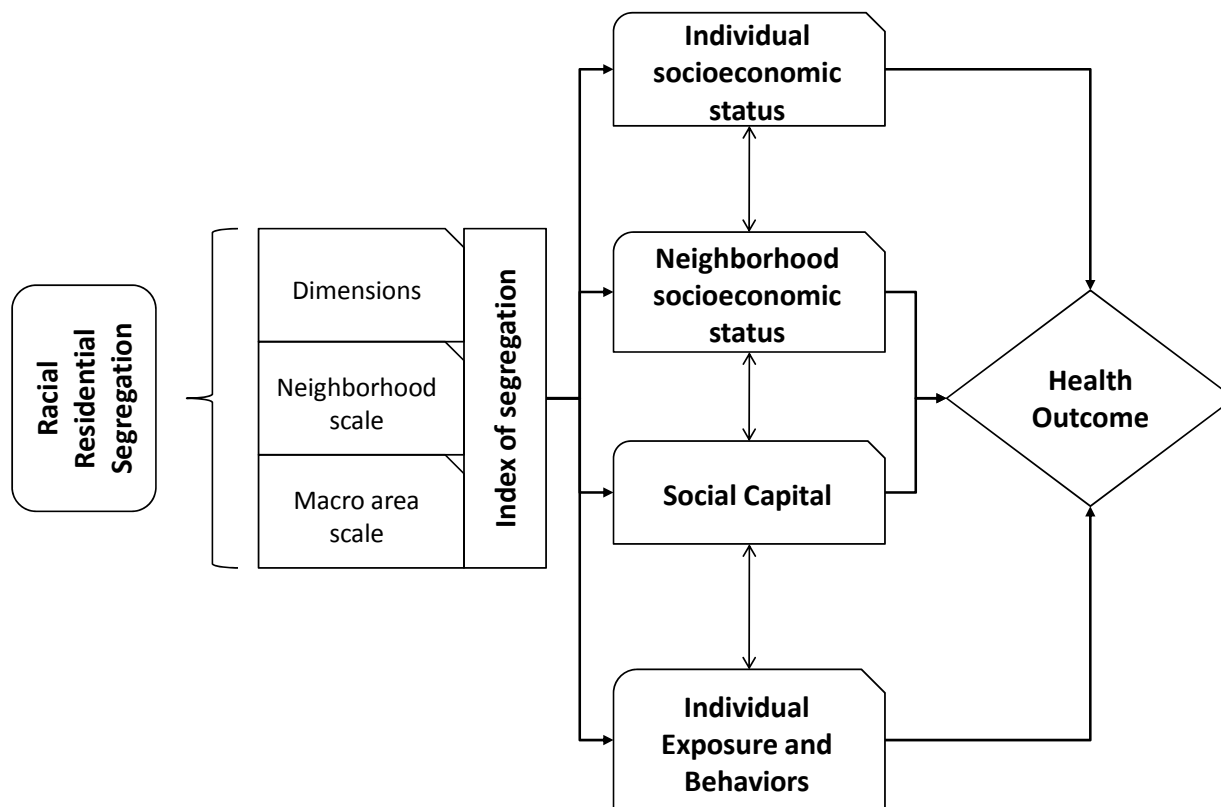 Racial
Residential
Segregation
Dimensions
Neighborhood
scale
Macro area
scale
Index of segregation
Individual
socioeconomic
status
Neighborhood
socioeconomic
status
Social Capital
Individual
Exposure and
Behaviors
Health
Outcome